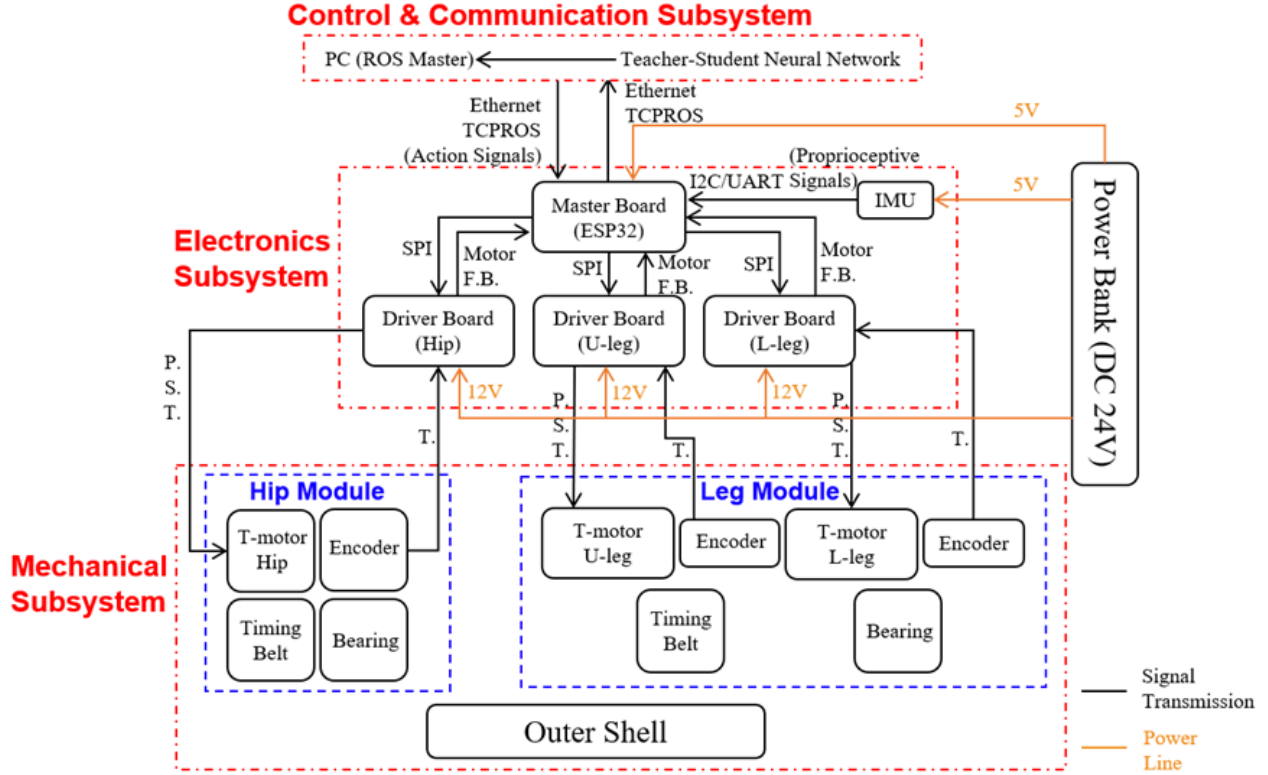 Control & Communication Subsystem
PC (ROS Master)
Teacher-Student Neural Network
Ethernet
TCPROS
(Action Signals)
Ethernet
TCPROS
5V
(Proprioceptive
I2C/UART Signals)
IMU
5V
Power Bank (DC 24V)
Master Board
(ESP32)
Electronics
Subsystem
SPI
Motor
F.B.
SPI
Motor
F.B.
SPI
Motor
F.B.
Driver Board
(Hip)
Driver Board
(U-leg)
Driver Board
(L-leg)
P.
S.
T.
12V
12V
12V
T.
P.
S.
T.
T.
P.
S.
T.
T.
Mechanical
Subsystem
Hip Module
T-motor
Hip
Encoder
Timing
Belt
Bearing
Leg Module
T-motor
U-leg
Encoder
T-motor
L-leg
Encoder
Timing
Belt
Bearing
Outer Shell
Signal
Transmission
Power
Line